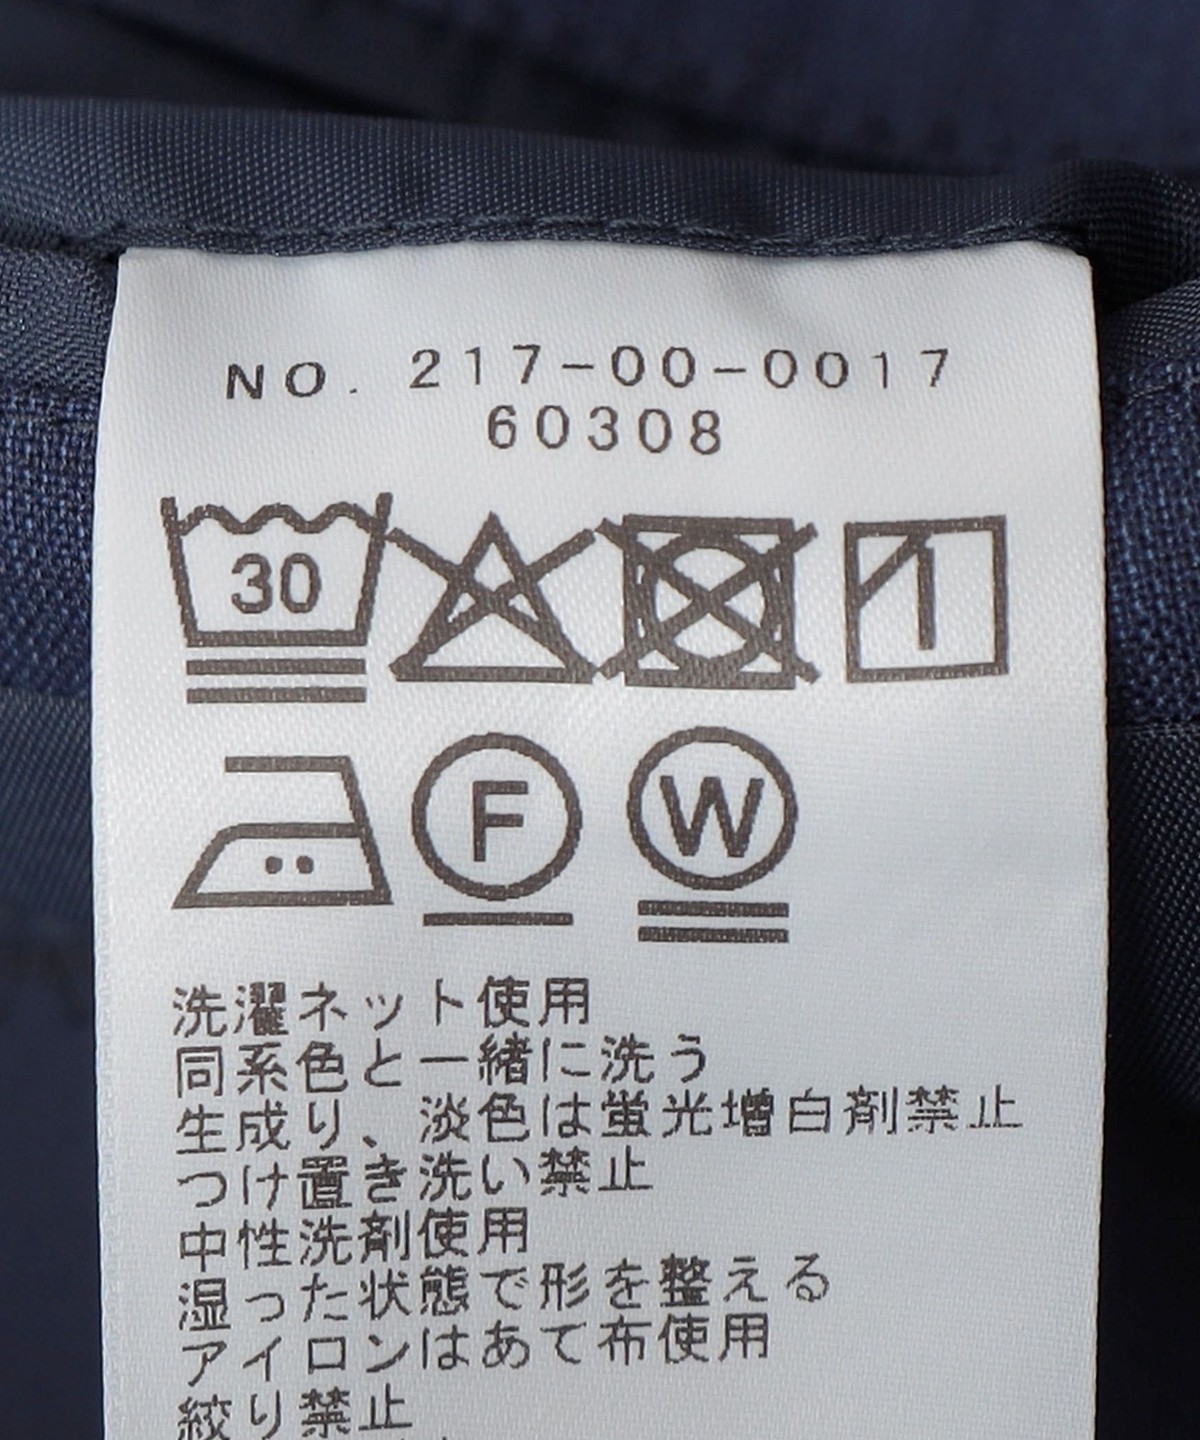 NO. 217-00-0017
60308
30
F
W
洗濯ネット使用
同系色と一緒に洗う
生成り、淡色は蛍光増白剤禁止
つけ置き洗い禁止
中性洗剤使用
湿った状態で形を整える
アイロンはあて布使用
絞り禁止